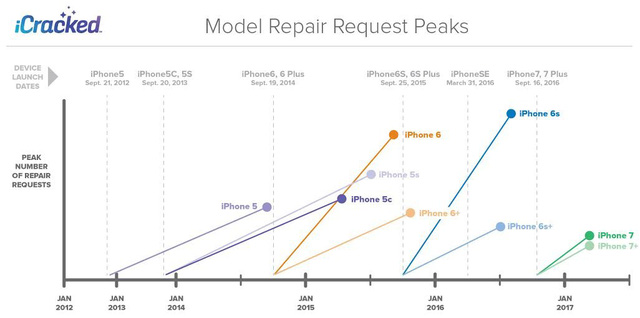 iCracked
Model Repair Request Peaks
DEVICE
LAUNCH
DATES
iPhone5
Sept. 21, 2012
iPhone5C, 5S
Sept. 20, 2013
iPhone6, 6 Plus
Sept. 19, 2014
iPhone6S, 6S Plus
Sept. 25, 2015
iPhoneSE
March 31, 2016
iPhone7, 7 Plus
Sept. 16, 2016
PEAK
NUMBER
OF REPAIR
REQUESTS
iPhone 6s
iPhone 6
iPhone 5s
iPhone 5c
iPhone 5
iPhone 6+
iPhone 6s+
iPhone 7
iPhone 7+
JAN
2012
JAN
2013
JAN
2014
JAN
2015
JAN
2016
JAN
2017